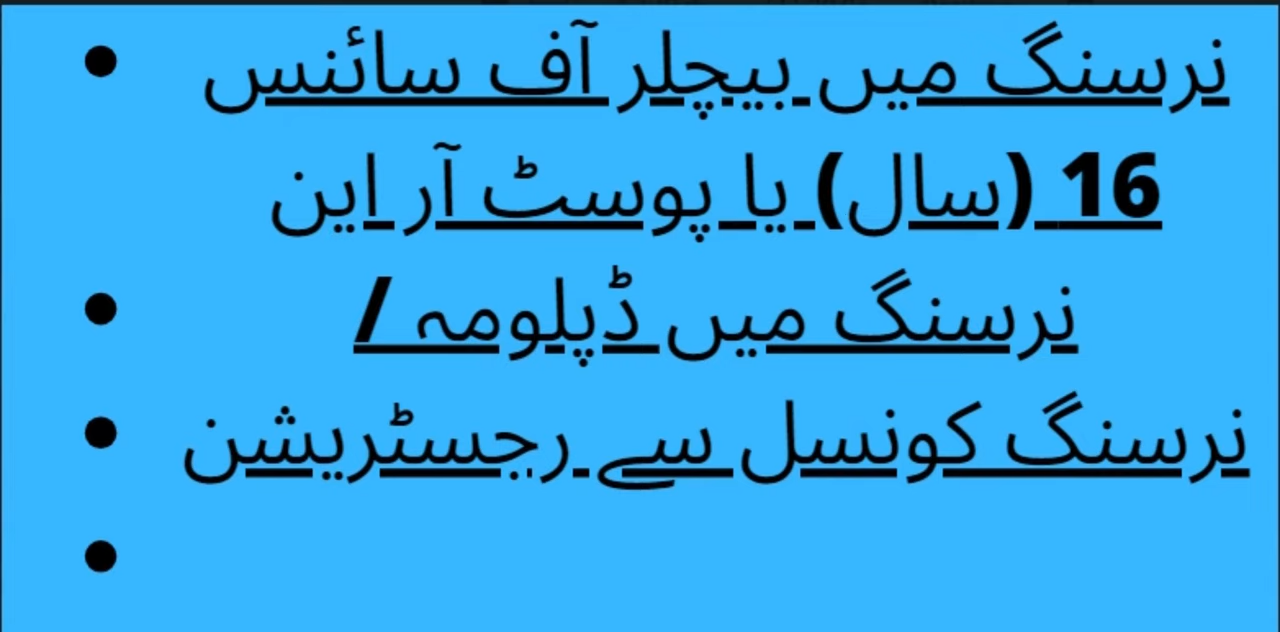 • نرسنگ میں بیچلر آف سائنس
16 (سال) یا پوسٹ آر این
• نرسنگ میں ڈپلومہ /
• نرسنگ کونسل سے رجسٹریشن
•